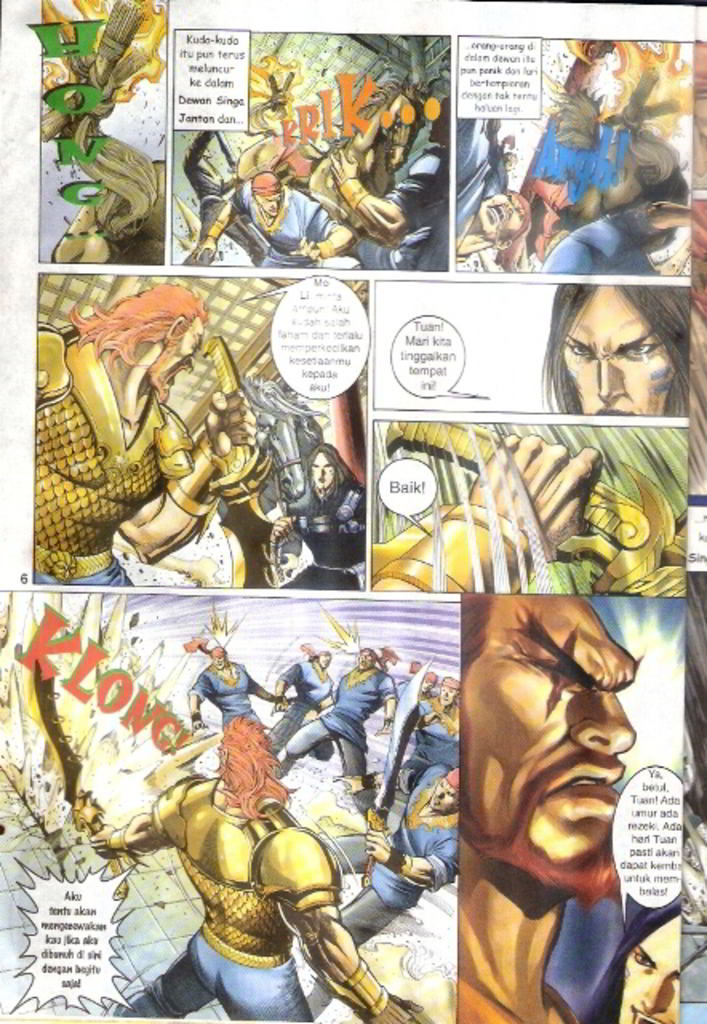 HONG
Kuda-kuda
itu pun terus
meluncur
ke dalam
Dewan Singa
Jantan dan...
KRIK...
..orang-orang di
dalam dewan itu
pun panik dan lari
bertempiaran
dengan tak tentu
haluan lagi.
Argh!
Mo
Li, minta
ampun. Aku
sudah salah
faham dan terlalu
memperkecilkan
kesetiaanmu
kepada
aku!
Tuan!
Mari kita
tinggalkan
tempat
ini!
Baik!
6
KLONG!
Aku
tentu akan
mengecewakan
kau jika aku
dibunuh di sini
dengan begitu
saja!
Ya,
betul,
Tuan! Ada
umur ada
rezeki. Ada
hari Tuan
pasti akan
dapat kembali
untuk mem-
balas!